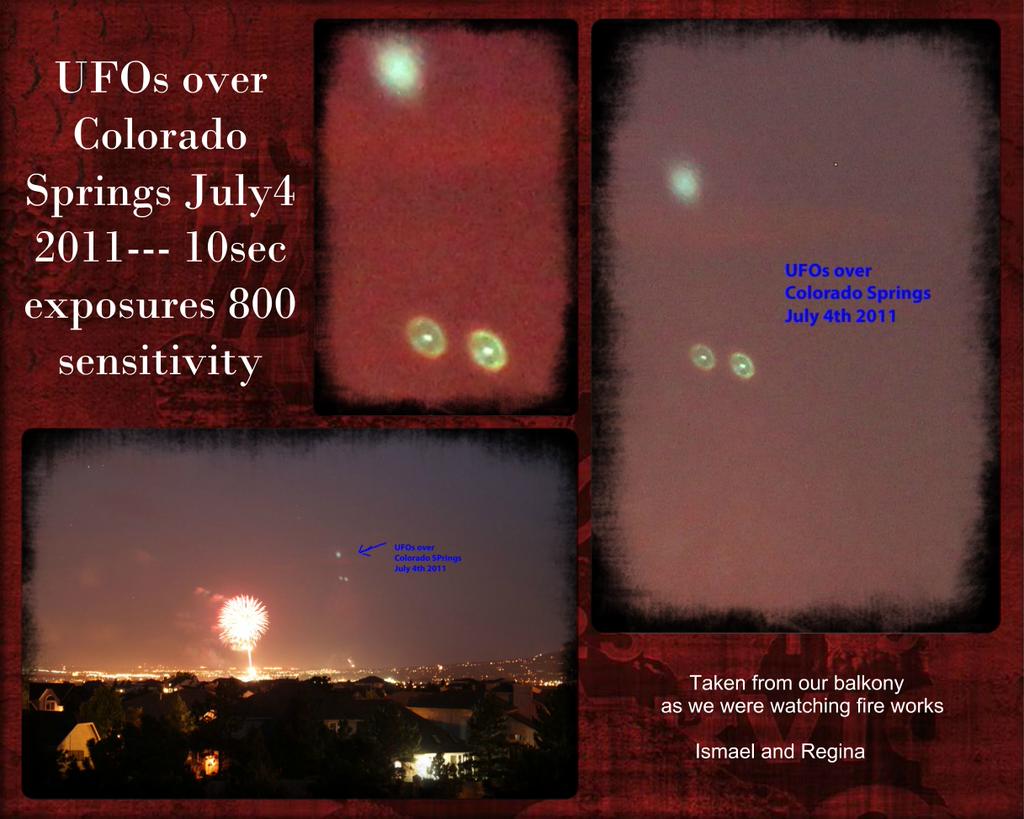 UFOs over
Colorado
Springs July4
2011--- 10sec
exposures 800
sensitivity
UFOs over
Colorado Springs
July 4th 2011
UFOs over
Colorado SPrings
July 4th 2011
Taken from our balkony
as we were watching fire works
Ismael and Regina